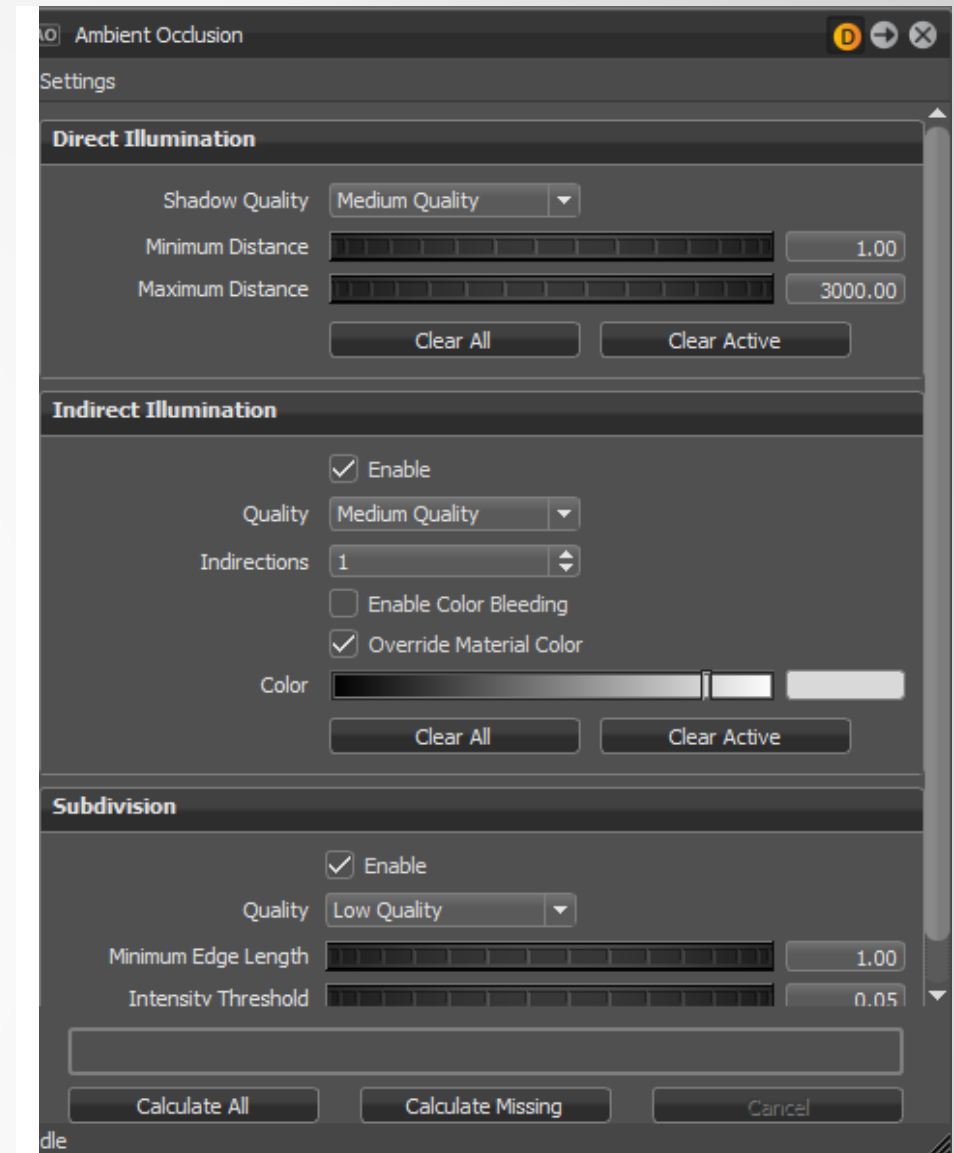 AO Ambient Occlusion D
Settings
Direct Illumination
Shadow Quality Medium Quality
Minimum Distance 1.00
Maximum Distance 3000.00
Clear All Clear Active
Indirect Illumination
Enable
Quality Medium Quality
Indirections 1
Enable Color Bleeding
Override Material Color
Color
Clear All Clear Active
Subdivision
Enable
Quality Low Quality
Minimum Edge Length 1.00
Intensity Threshold 0.05
Calculate All Calculate Missing Cancel
dle